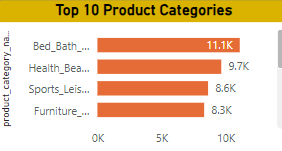 Top 10 Product Categories
product_category_na...
Bed_Bath_... 11.1K
Health_Bea... 9.7K
Sports_Leis... 8.6K
Furniture_... 8.3K
0K 5K 10K